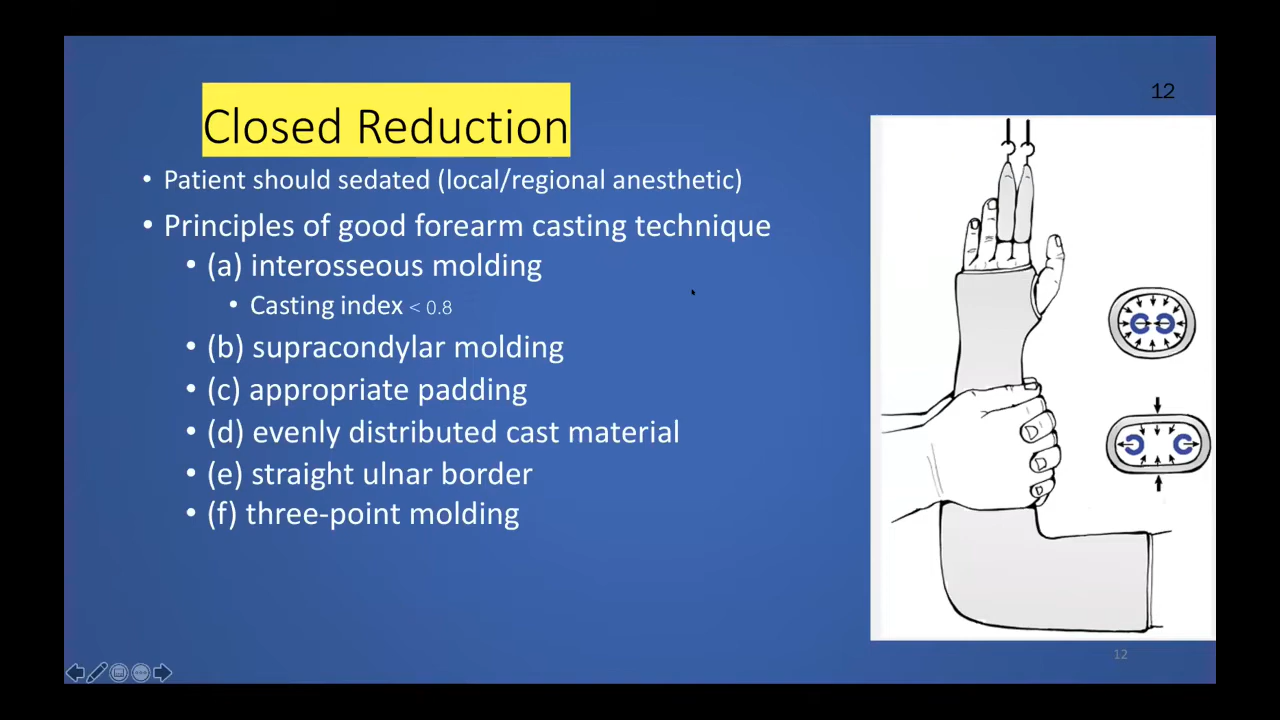 12
Closed Reduction
• Patient should sedated (local/regional anesthetic)
• Principles of good forearm casting technique
• (a) interosseous molding
• Casting index < 0.8
• (b) supracondylar molding
• (c) appropriate padding
• (d) evenly distributed cast material
• (e) straight ulnar border
• (f) three-point molding
12